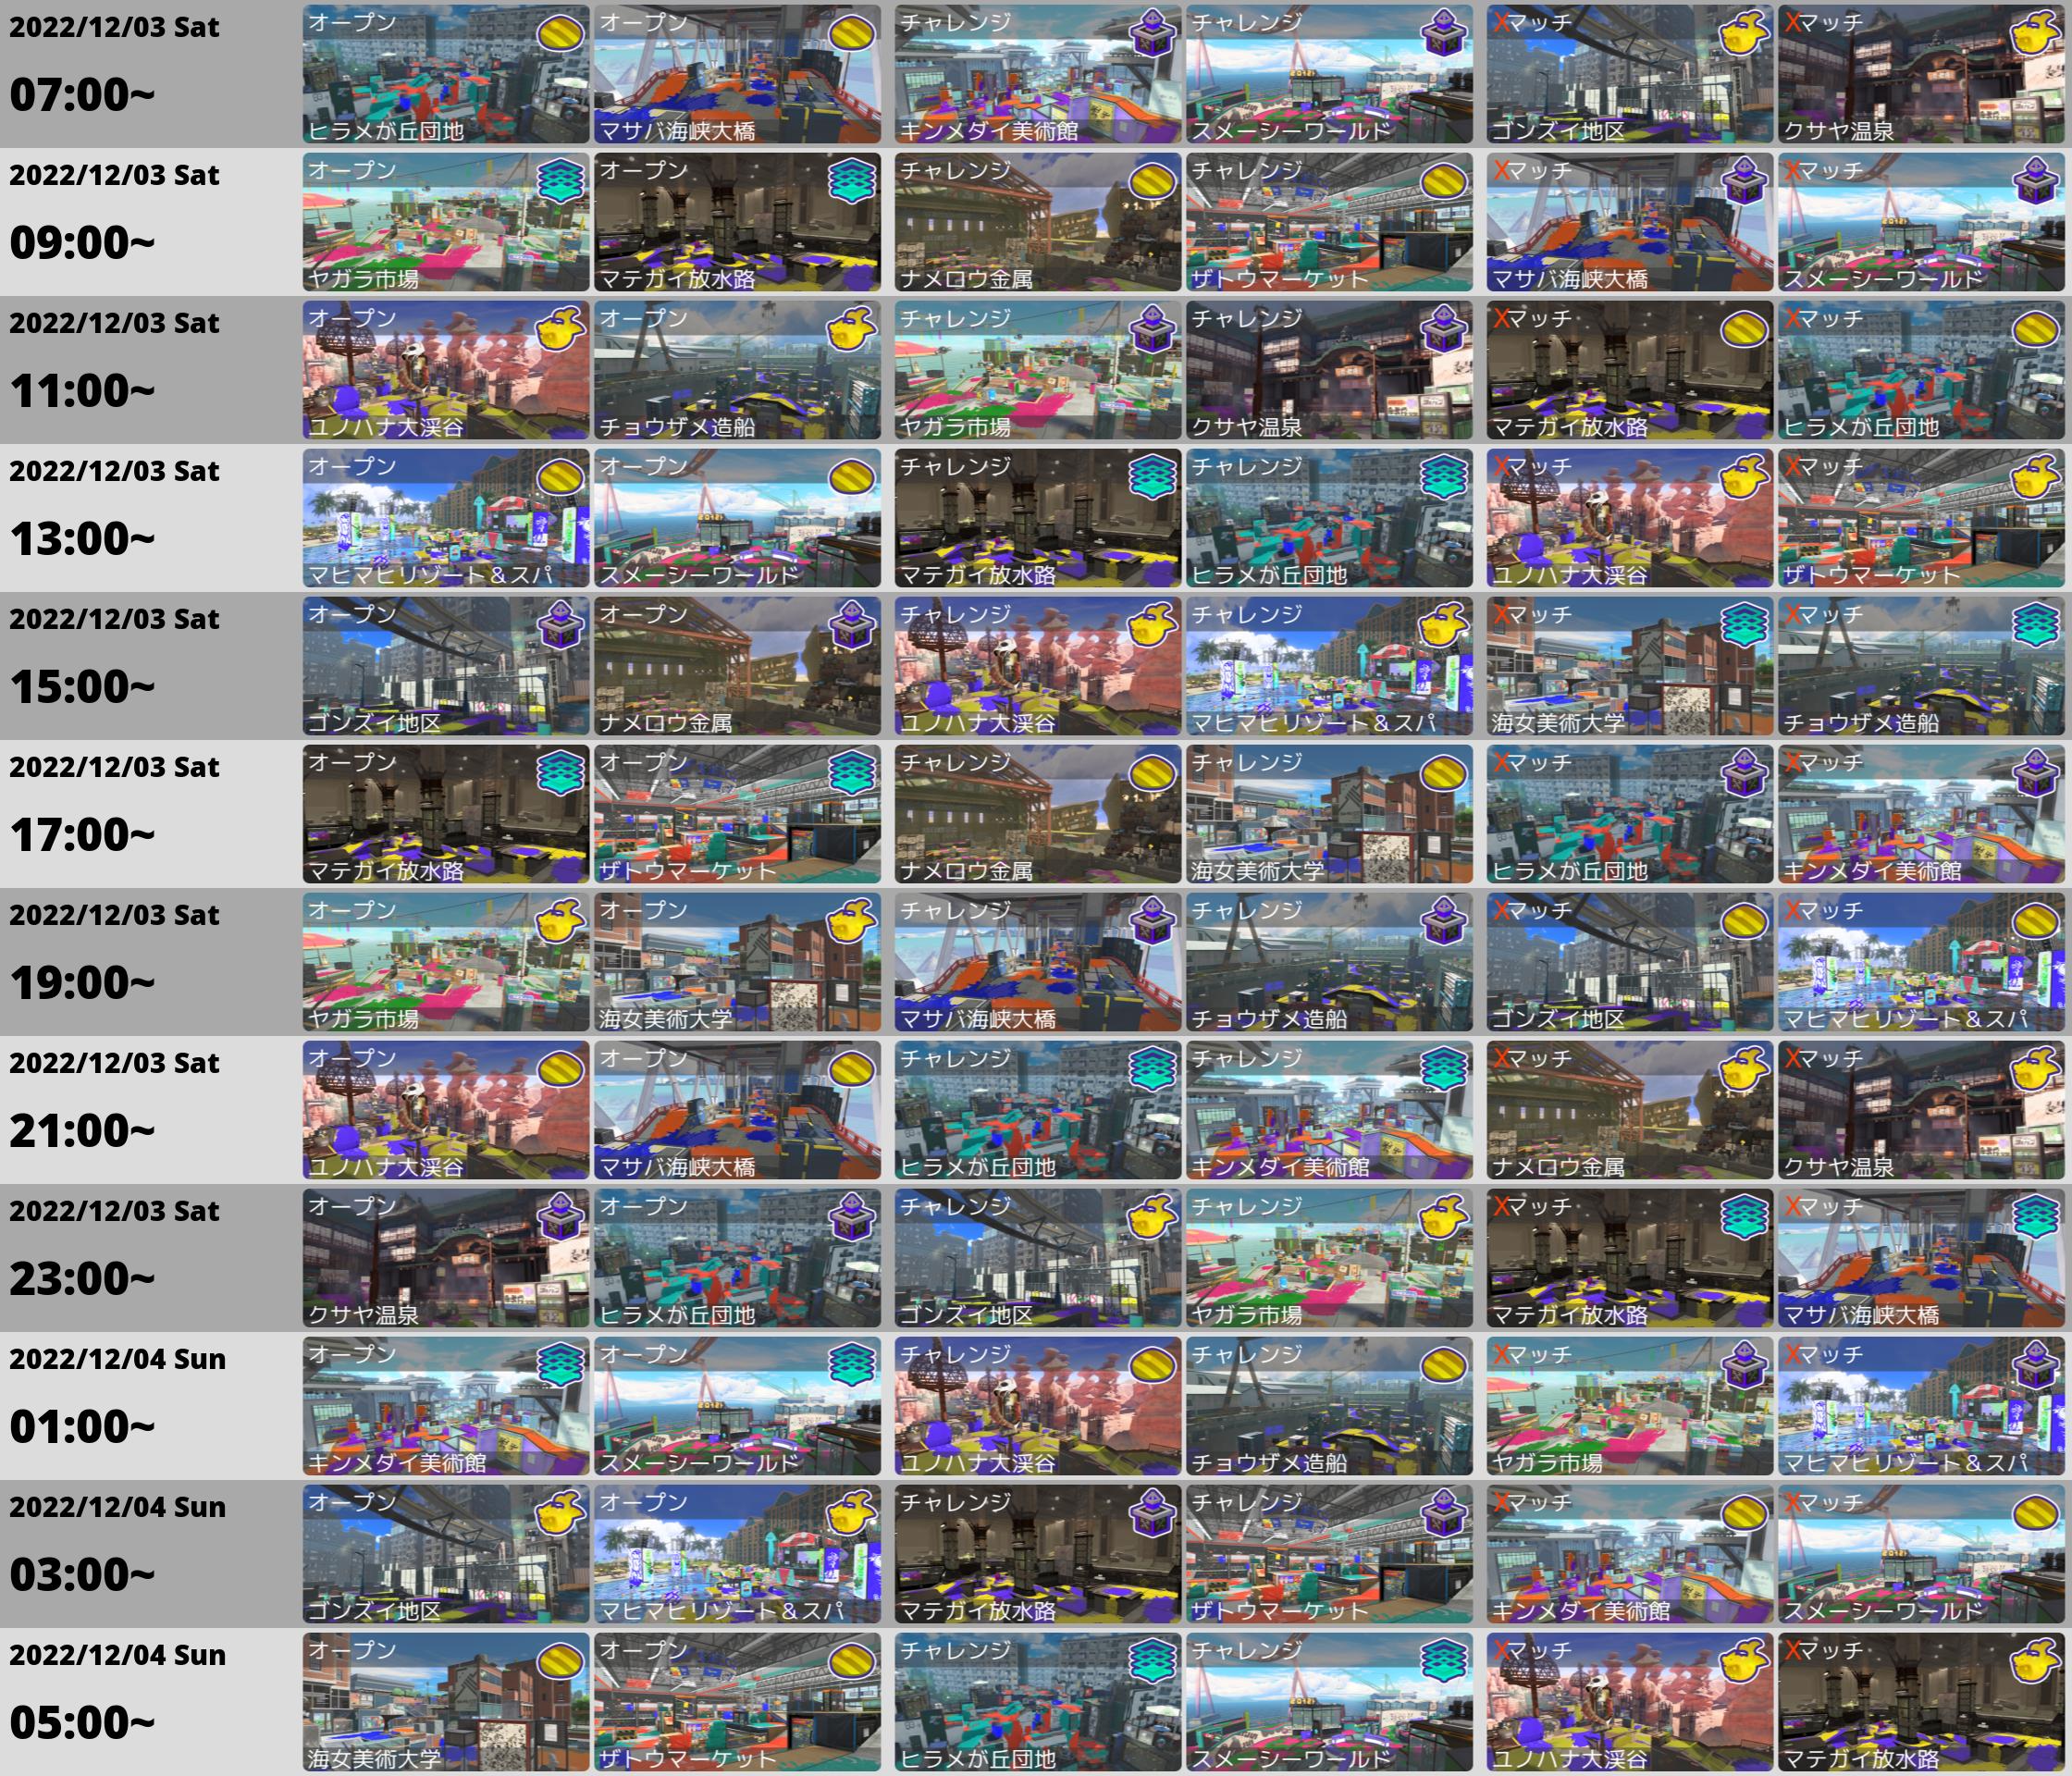 2022/12/03 Sat
07:00~
オープン
ヒラメが丘団地
オープン
マサバ海峡大橋
チャレンジ
キンメダイ美術館
チャレンジ
スメーシーワールド
Xマッチ
ゴンズイ地区
Xマッチ
クサヤ温泉
2022/12/03 Sat
09:00~
オープン
ヤガラ市場
オープン
マテガイ放水路
チャレンジ
ナメロウ金属
チャレンジ
ザトウマーケット
Xマッチ
マサバ海峡大橋
Xマッチ
スメーシーワールド
2022/12/03 Sat
11:00~
オープン
ユノハナ大渓谷
オープン
チョウザメ造船
チャレンジ
ヤガラ市場
チャレンジ
クサヤ温泉
Xマッチ
マテガイ放水路
Xマッチ
ヒラメが丘団地
2022/12/03 Sat
13:00~
オープン
マヒマヒリゾート＆スパ
オープン
スメーシーワールド
チャレンジ
マテガイ放水路
チャレンジ
ヒラメが丘団地
Xマッチ
ユノハナ大渓谷
Xマッチ
ザトウマーケット
2022/12/03 Sat
15:00~
オープン
ゴンズイ地区
オープン
ナメロウ金属
チャレンジ
ユノハナ大渓谷
チャレンジ
マヒマヒリゾート＆スパ
Xマッチ
海女美術大学
Xマッチ
チョウザメ造船
2022/12/03 Sat
17:00~
オープン
マテガイ放水路
オープン
ザトウマーケット
チャレンジ
ナメロウ金属
チャレンジ
海女美術大学
Xマッチ
ヒラメが丘団地
Xマッチ
キンメダイ美術館
2022/12/03 Sat
19:00~
オープン
ヤガラ市場
オープン
海女美術大学
チャレンジ
マサバ海峡大橋
チャレンジ
チョウザメ造船
Xマッチ
ゴンズイ地区
Xマッチ
マヒマヒリゾート＆スパ
2022/12/03 Sat
21:00~
オープン
ユノハナ大渓谷
オープン
マサバ海峡大橋
チャレンジ
ヒラメが丘団地
チャレンジ
キンメダイ美術館
Xマッチ
ナメロウ金属
Xマッチ
クサヤ温泉
2022/12/03 Sat
23:00~
オープン
クサヤ温泉
オープン
ヒラメが丘団地
チャレンジ
ゴンズイ地区
チャレンジ
ヤガラ市場
Xマッチ
マテガイ放水路
Xマッチ
マサバ海峡大橋
2022/12/04 Sun
01:00~
オープン
キンメダイ美術館
オープン
スメーシーワールド
チャレンジ
ユノハナ大渓谷
チャレンジ
チョウザメ造船
Xマッチ
ヤガラ市場
Xマッチ
マヒマヒリゾート＆スパ
2022/12/04 Sun
03:00~
オープン
ゴンズイ地区
オープン
マヒマヒリゾート＆スパ
チャレンジ
マテガイ放水路
チャレンジ
ザトウマーケット
Xマッチ
キンメダイ美術館
Xマッチ
スメーシーワールド
2022/12/04 Sun
05:00~
オープン
海女美術大学
オープン
ザトウマーケット
チャレンジ
ヒラメが丘団地
チャレンジ
スメーシーワールド
Xマッチ
ユノハナ大渓谷
Xマッチ
マテガイ放水路